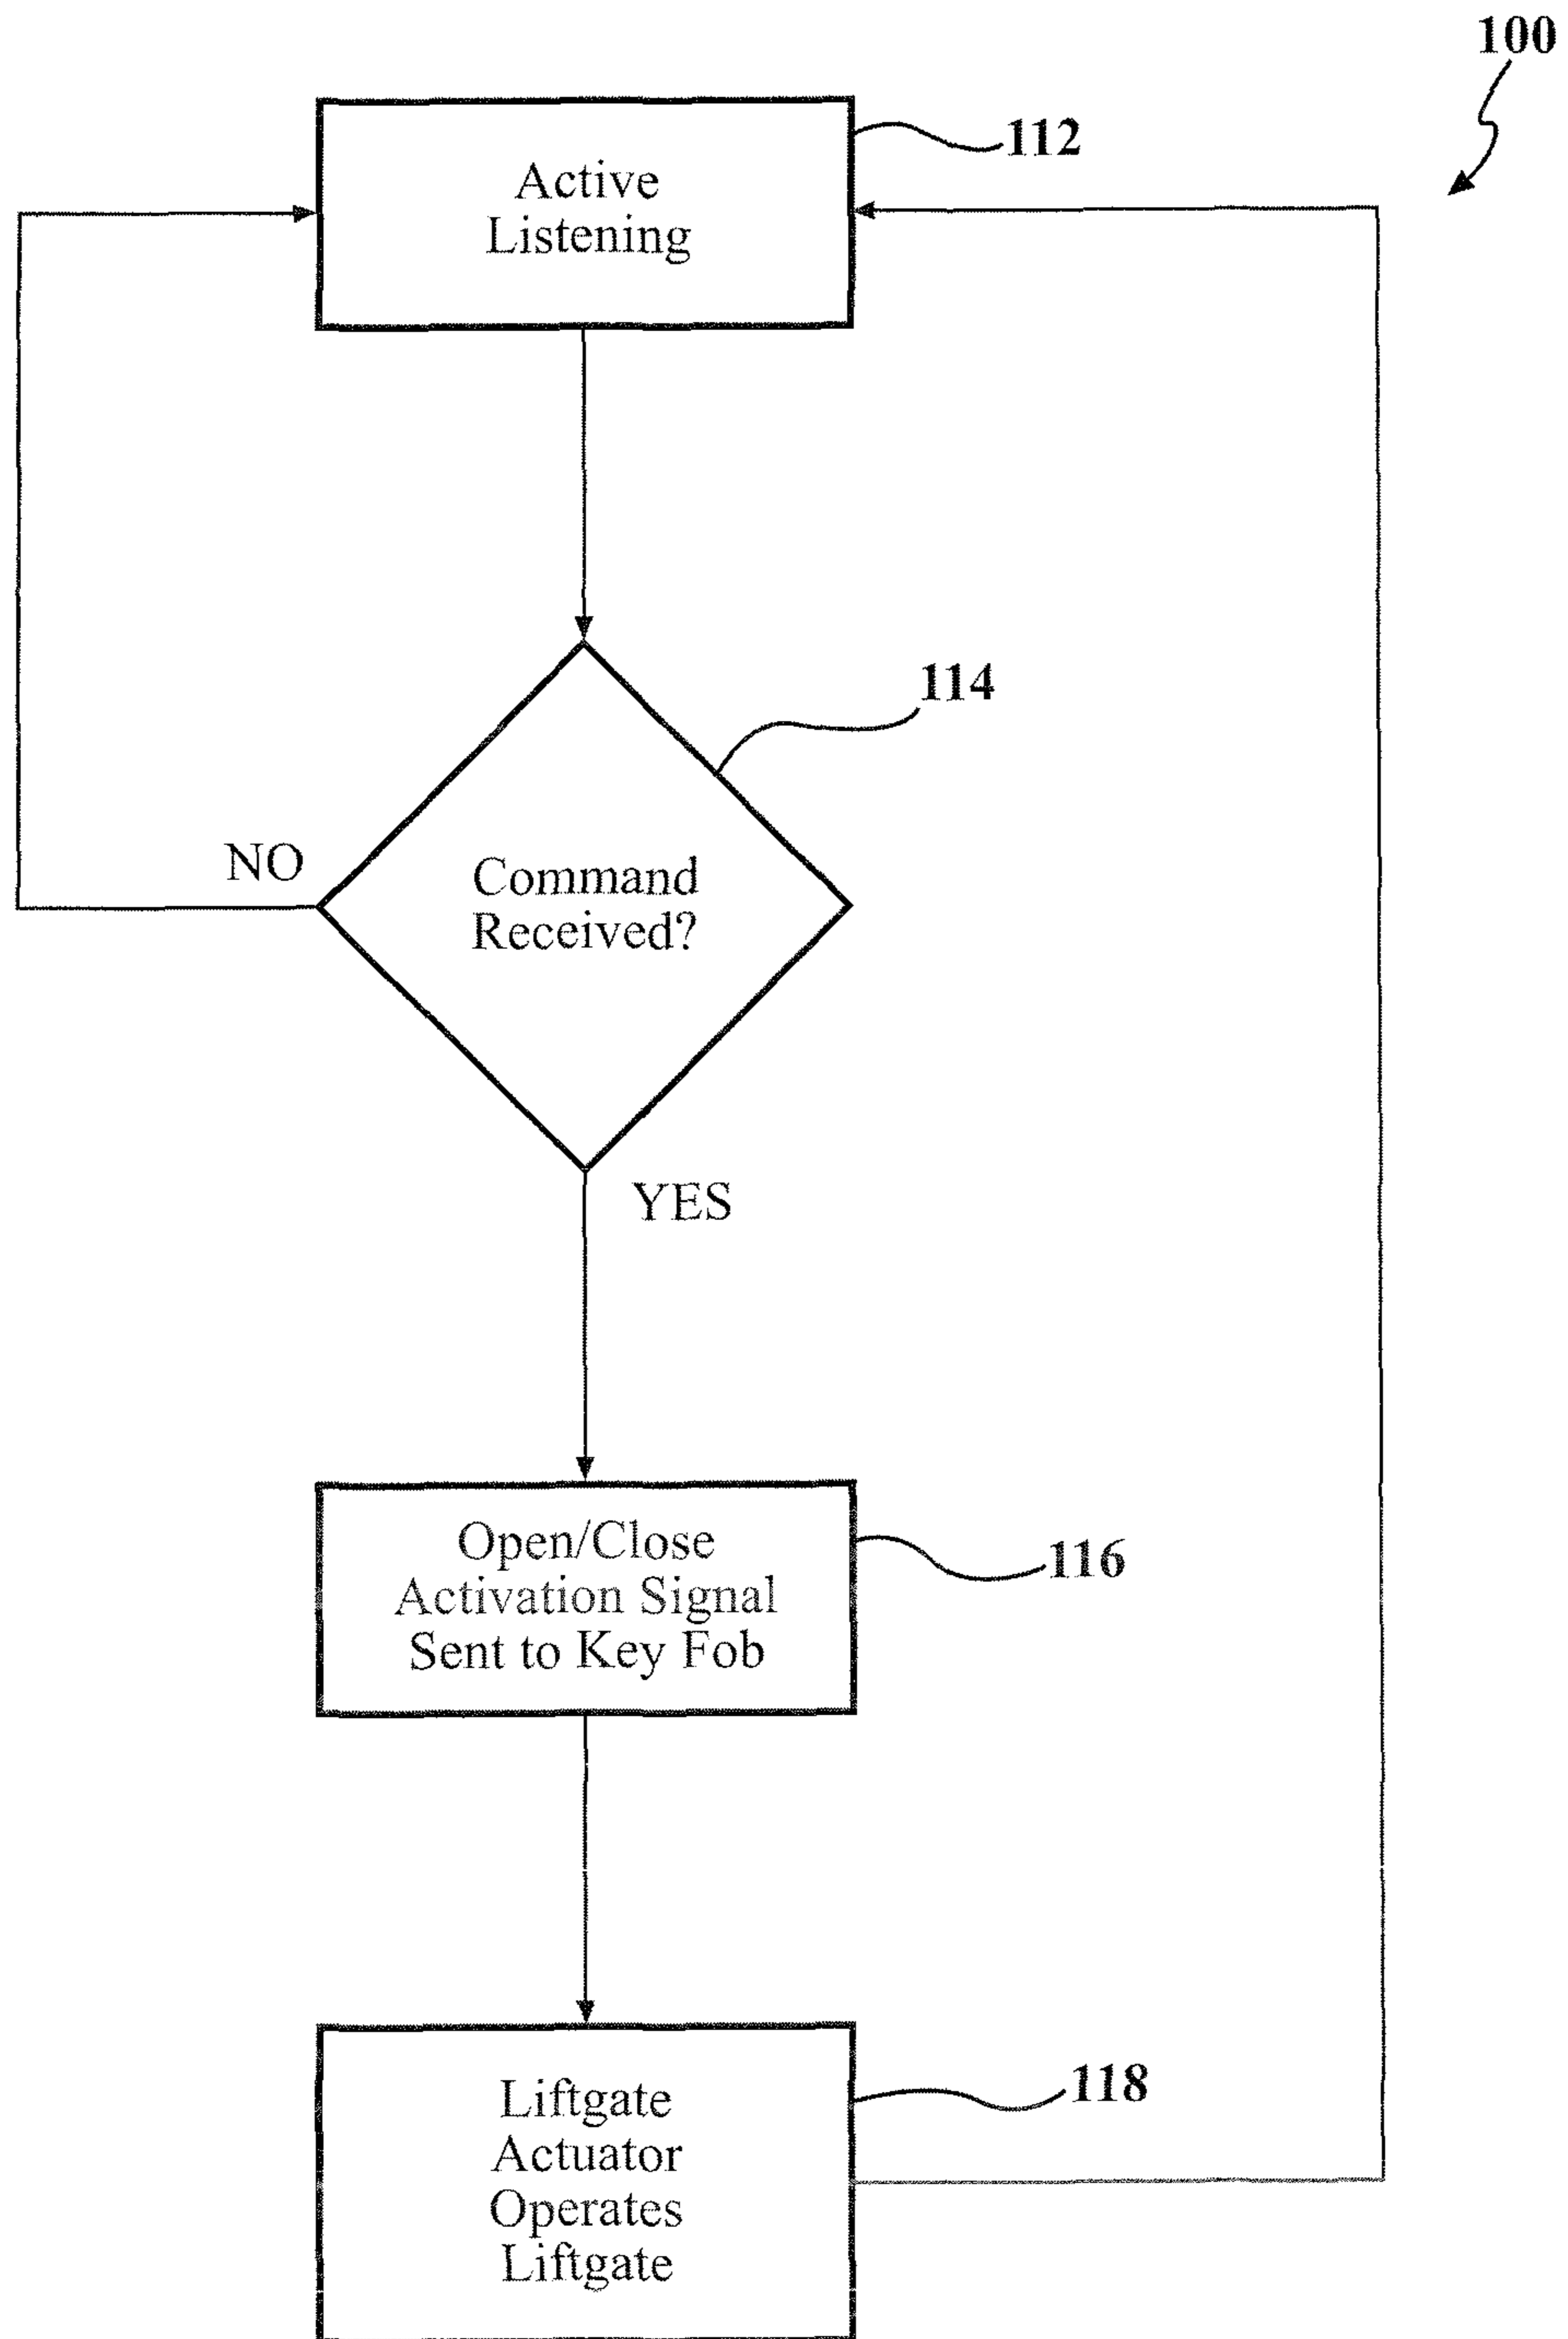 100
112
Active
Listening
114
NO
Command
Received?
YES
Open/Close
Activation Signal
Sent to Key Fob
116
118
Liftgate
Actuator
Operates
Liftgate